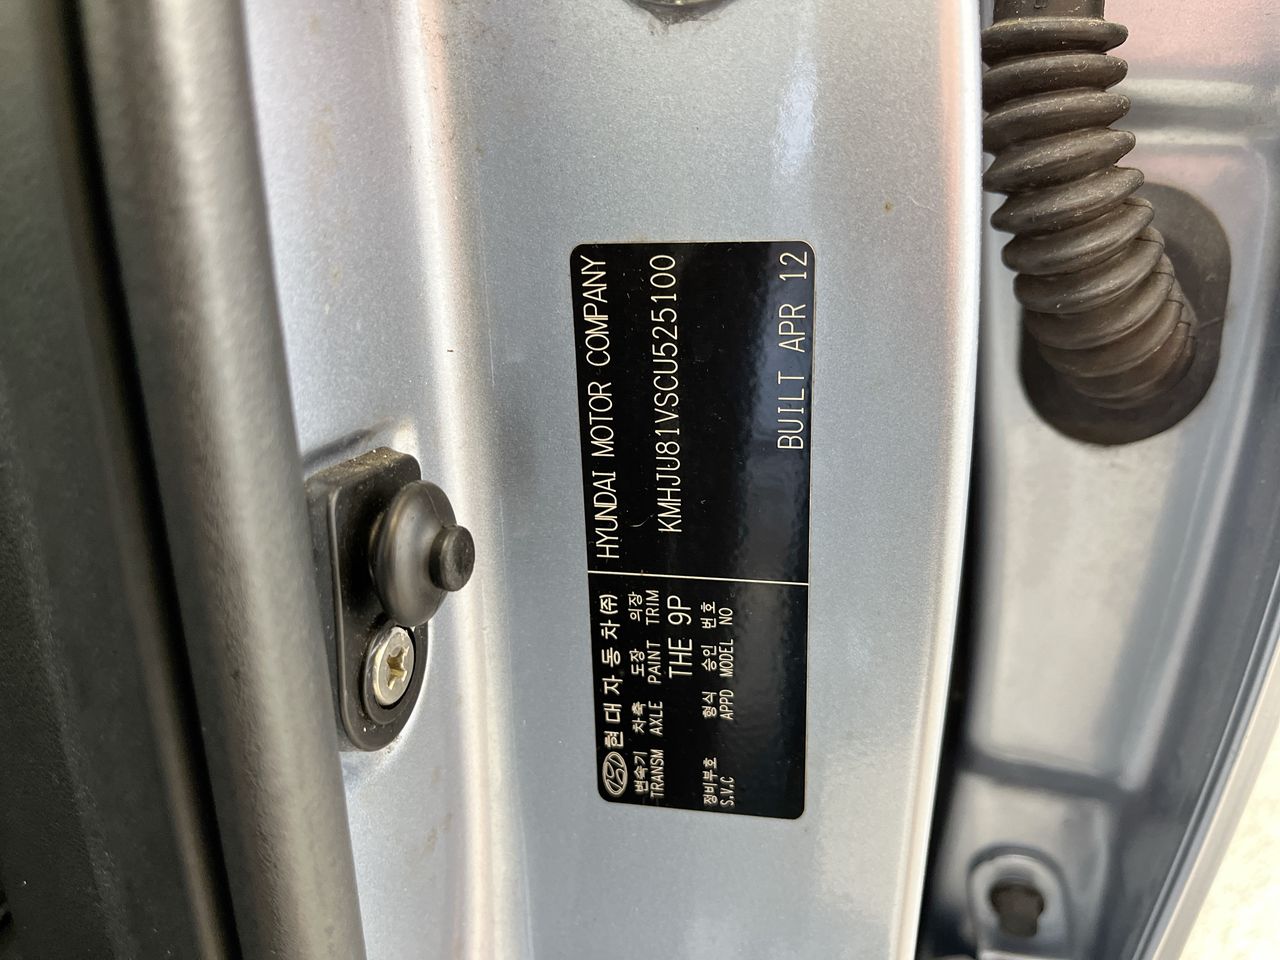 현대자동차(주)
HYUNDAI MOTOR COMPANY
변속기 차축 도장 의장
TRANSM AXLE PAINT TRIM
KMHJU81VSCU525100
THE 9P
정비부호 형식 승인 번호
S.V.C APPD MODEL NO
BUILT APR 12